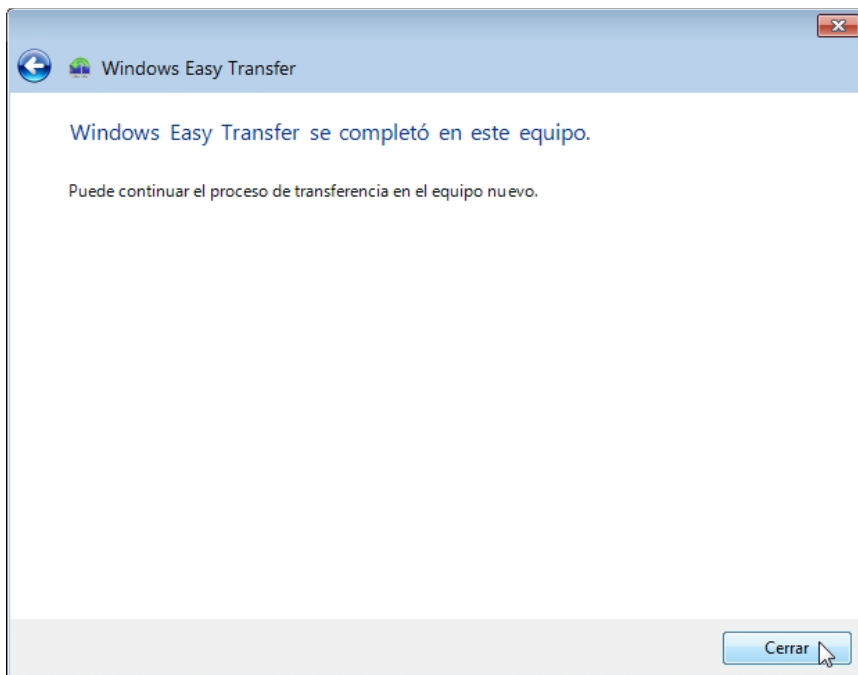 Windows Easy Transfer
Windows Easy Transfer se completó en este equipo.
Puede continuar el proceso de transferencia en el equipo nuevo.
Cerrar